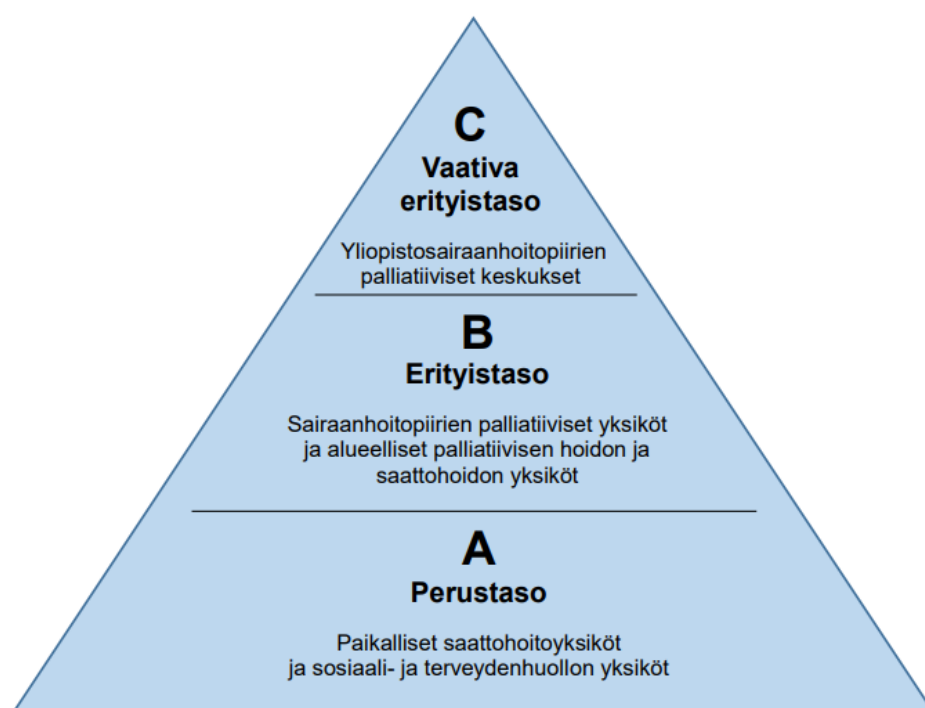 C
Vaativa
erityistaso
Yliopistosairaanhoitopiirien
palliatiiviset keskukset
B
Erityistaso
Sairaanhoitopiirien palliatiiviset yksiköt
ja alueelliset palliatiivisen hoidon ja
saattohoidon yksiköt
A
Perustaso
Paikalliset saattohoitoyksiköt
ja sosiaali- ja terveydenhuollon yksiköt